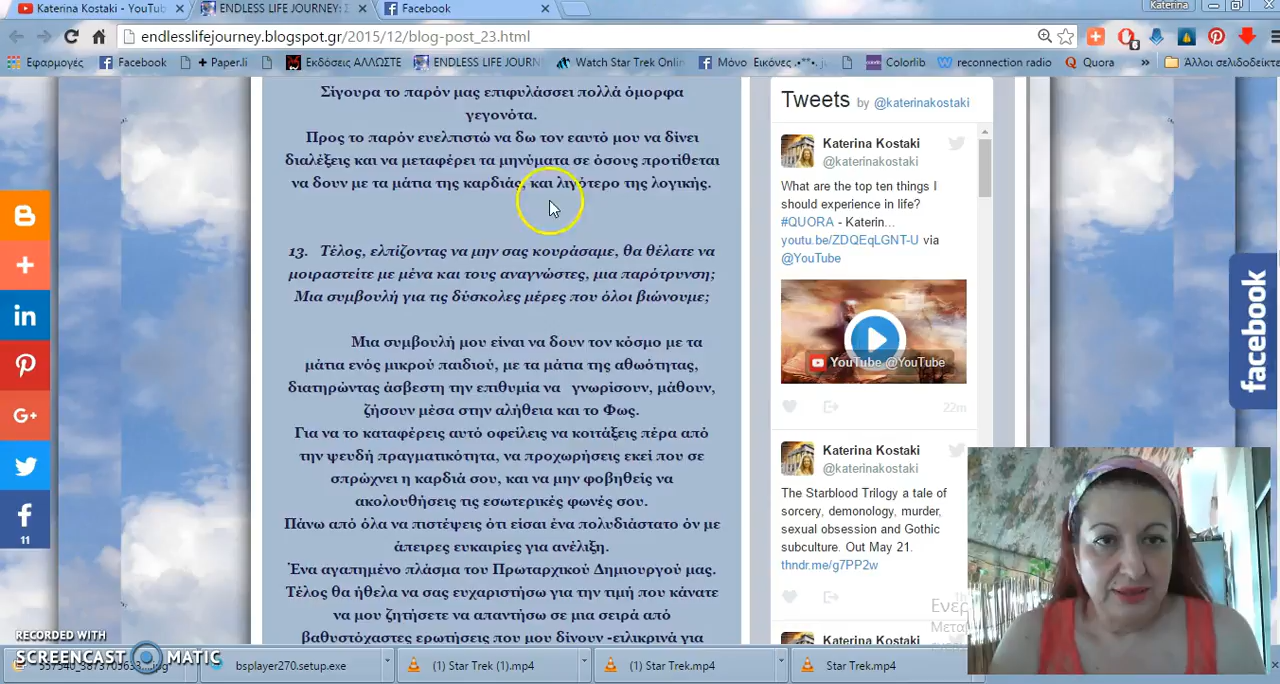 Katerina Kostaki - YouTub
ENDLESS LIFE JOURNEY: I
Facebook
Katerina
endlesslifejourney.blogspot.gr/2015/12/blog-post_23.html
Εφαρμογές
Facebook
+ Paper.li
Εκδόσεις ΑΛΛΩΣΤΕ
ENDLESS LIFE JOURN
Watch Star Trek Onlin
Μόνο Εικόνες
Colorlib
reconnection radio
Quora
»
Άλλοι σελιδοδείκτε
Σίγουρα το παρόν μας επιφυλάσσει πολλά όμορφα
γεγονότα.
Προς το παρόν ευελπιστώ να δω τον εαυτό μου να δίνει
διαλέξεις και να μεταφέρει τα μηνύματα σε όσους προτίθεται
να δουν με τα μάτια της καρδιάς, και λιγότερο της λογικής.
13. Τέλος, ελπίζοντας να μην σας κουράσαμε, θα θέλατε να
μοιραστείτε με μένα και τους αναγνώστες, μια παρότρυνση;
Μια συμβουλή για τις δύσκολες μέρες που όλοι βιώνουμε;
Μια συμβουλή μου είναι να δουν τον κόσμο με τα
μάτια ενός μικρού παιδιού, με τα μάτια της αθωότητας,
διατηρώντας άσβεστη την επιθυμία να γνωρίσουν, μάθουν,
ζήσουν μέσα στην αλήθεια και το Φως.
Για να το καταφέρεις αυτό οφείλεις να κοιτάξεις πέρα από
την ψευδή πραγματικότητα, να προχωρήσεις εκεί που σε
σπρώχνει η καρδιά σου, και να μην φοβηθείς να
ακολουθήσεις τις εσωτερικές φωνές σου.
Πάνω από όλα να πιστέψεις ότι είσαι ένα πολυδιάστατο όν με
άπειρες ευκαιρίες για ανέλιξη.
Ένα αγαπημένο πλάσμα του Πρωταρχικού Δημιουργού μας.
Τέλος θα ήθελα να σας ευχαριστήσω για την τιμή που κάνατε
να μου ζητήσετε να απαντήσω σε μια σειρά από
βαθυστόχαστες ερωτήσεις που μου δίνουν -ειλικρινά για
Tweets by @katerinakostaki
Katerina Kostaki
@katerinakostaki
What are the top ten things I
should experience in life?
#QUORA - Katerin...
youtu.be/ZDQEqLGNT-U via
@YouTube
YouTube @YouTube
22m
Katerina Kostaki
@katerinakostaki
The Starblood Trilogy a tale of
sorcery, demonology, murder,
sexual obsession and Gothic
subculture. Out May 21.
thndr.me/g7PP2w
Katerina Kostaki
Ενερ
Μετα
facebook
in
G+
11
RECORDED WITH
SCREENCAST MATIC
bsplayer270.setup.exe
(1) Star Trek (1).mp4
(1) Star Trek.mp4
Star Trek.mp4